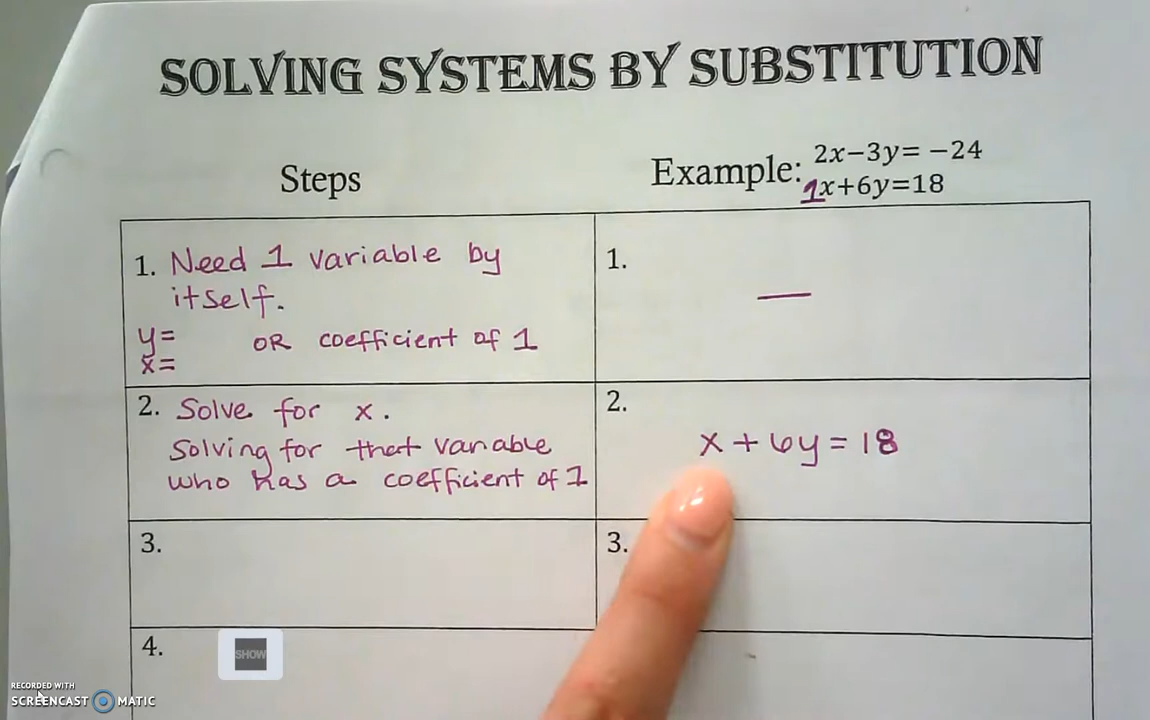 SOLVING SYSTEMS BY SUBSTITUTION
Steps
Example: 2x−3y= −24
1x+6y=18
1. Need 1 variable by
itself.
y=
OR coefficient of 1
x=
1.
—
2. Solve for x.
Solving for that variable
who has a coefficient of 1
2.
x + 6y = 18
3.
3.
4.
SHOW
RECORDED WITH
SCREENCAST MATIC